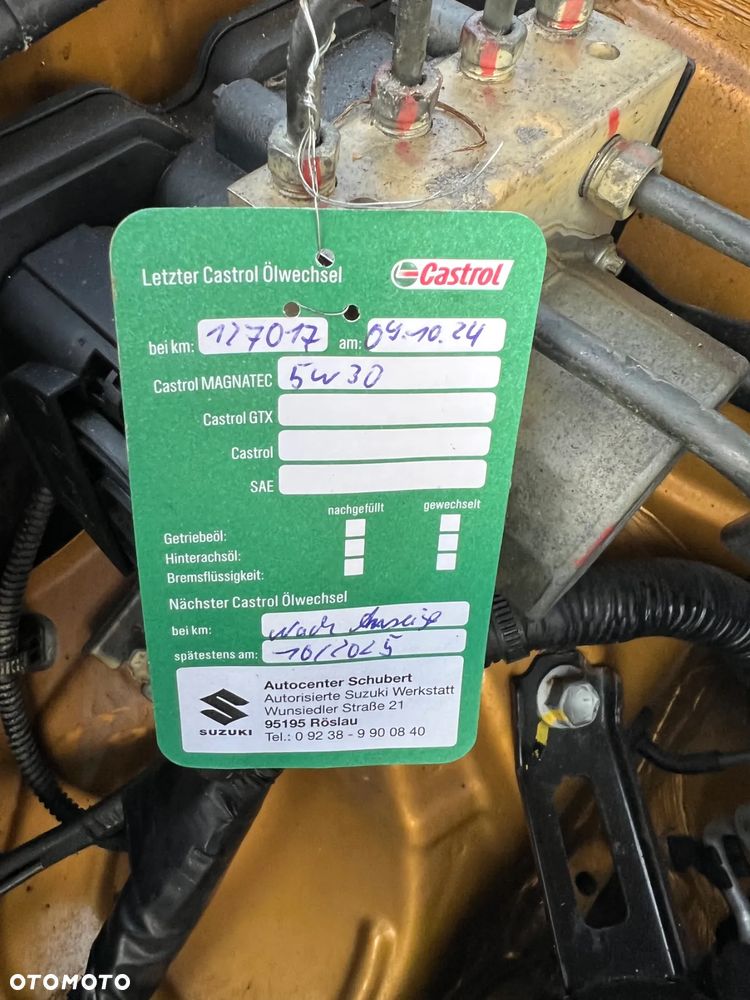 Letzter Castrol Ölwechsel Castrol
bei km: 127017 am: 09.10.24
Castrol MAGNATEC 5W30
Castrol GTX
Castrol
SAE
nachgefüllt gewechselt
Getriebeöl:
Hinterachsöl:
Bremsflüssigkeit:
Nächster Castrol Ölwechsel
bei km: Nach Anzeige
spätestens am: 10/2025
SUZUKI
Autocenter Schubert
Autorisierte Suzuki Werkstatt
Wunsiedler Straße 21
95195 Röslau
Tel.: 0 92 38 - 9 90 08 40
OTOMOTO